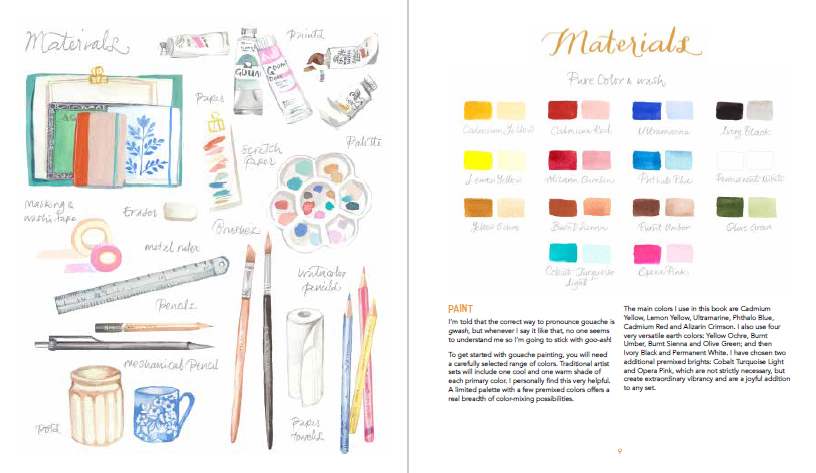 Materials
Paints
GOUA
Paper
Scratch
paper
Palette
Masking &
washi tape
Eraser
Brushes
metal ruler
watercolor
pencils
Pencils
mechanical pencil
Pots
Paper
towels
Materials
Pure Color & wash
Cadmium Yellow
Cadmium Red
Ultramarine
Ivory Black
Lemon Yellow
Alizarin Crimson
Phthalo Blue
Permanent White
Yellow Ochre
Burnt Sienna
Burnt Umber
Olive Green
Cobalt Turquoise
Light
Opera Pink
PAINT
I'm told that the correct way to pronounce gouache is
gwash, but whenever I say it like that, no one seems
to understand me so I'm going to stick with goo-ash!
To get started with gouache painting, you will need
a carefully selected range of colors. Traditional artist
sets will include one cool and one warm shade of
each primary color. I personally find this very helpful.
A limited palette with a few premixed colors offers a
real breadth of color-mixing possibilities.
The main colors I use in this book are Cadmium
Yellow, Lemon Yellow, Ultramarine, Phthalo Blue,
Cadmium Red and Alizarin Crimson. I also use four
very versatile earth colors: Yellow Ochre, Burnt
Umber, Burnt Sienna and Olive Green; and then
Ivory Black and Permanent White. I have chosen two
additional premixed brights: Cobalt Turquoise Light
and Opera Pink, which are not strictly necessary, but
create extraordinary vibrancy and are a joyful addition
to any set.
9